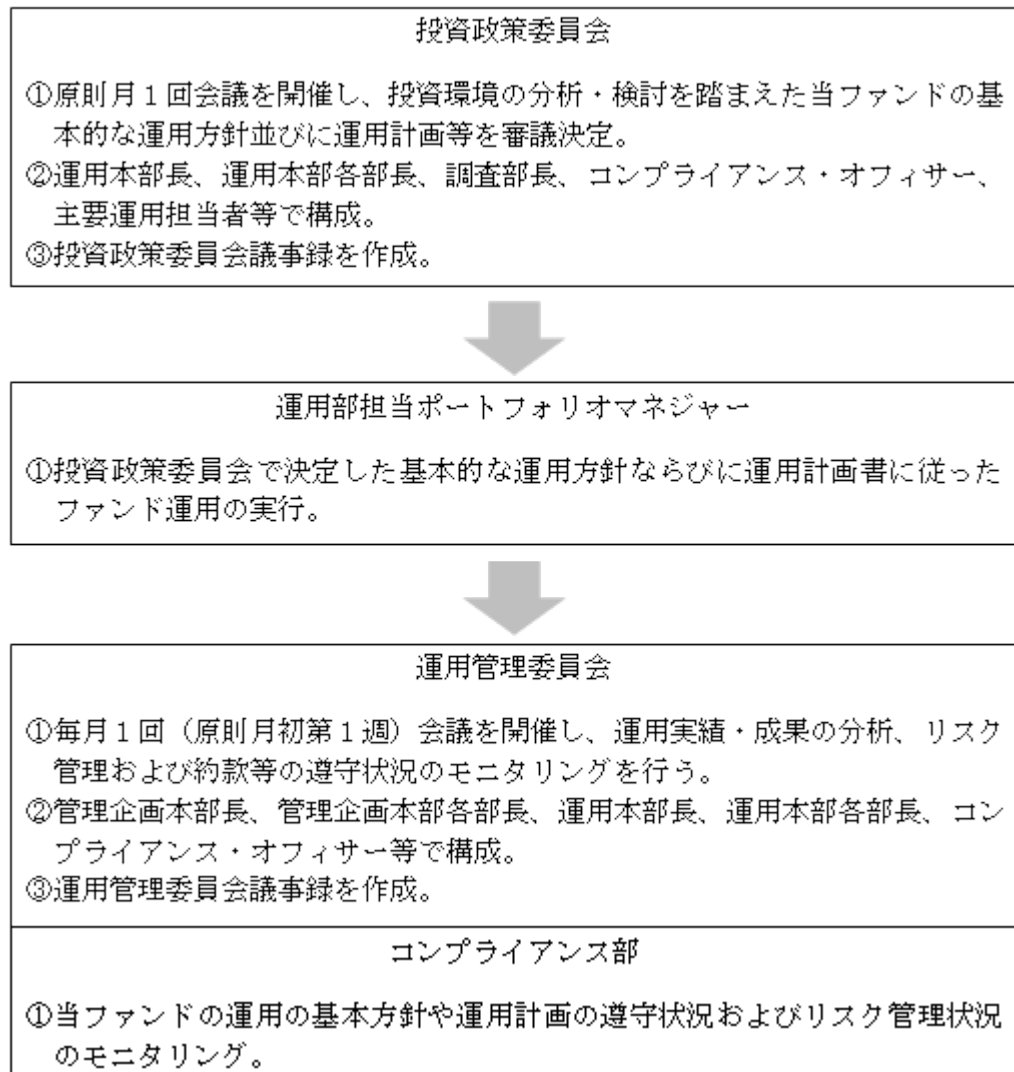 投資政策委員会
①原則月１回会議を開催し、投資環境の分析・検討を踏まえた当ファンドの基
本的な運用方針並びに運用計画等を審議決定。
②運用本部長、運用本部各部長、調査部長、コンプライアンス・オフィサー、
主要運用担当者等で構成。
③投資政策委員会議事録を作成。
運用部担当ポートフォリオマネジャー
①投資政策委員会で決定した基本的な運用方針ならびに運用計画書に従った
ファンド運用の実行。
運用管理委員会
①毎月１回（原則月初第１週）会議を開催し、運用実績・成果の分析、リスク
管理および約款等の遵守状況のモニタリングを行う。
②管理企画本部長、管理企画本部各部長、運用本部長、運用本部各部長、コン
プライアンス・オフィサー等で構成。
③運用管理委員会議事録を作成。
コンプライアンス部
①当ファンドの運用の基本方針や運用計画の遵守状況およびリスク管理状況
のモニタリング。